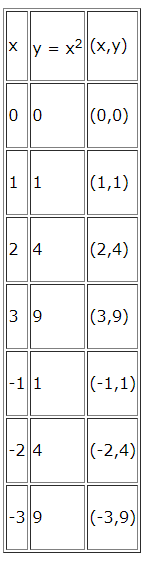 x y = x² (x,y)
0 0 (0,0)
1 1 (1,1)
2 4 (2,4)
3 9 (3,9)
-1 1 (-1,1)
-2 4 (-2,4)
-3 9 (-3,9)